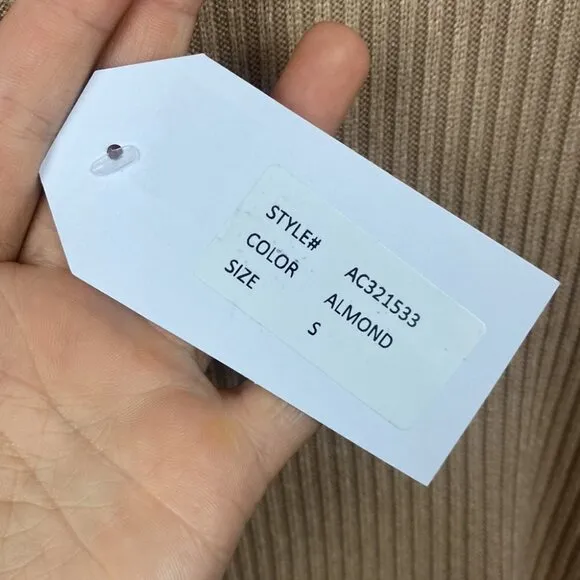 STYLE# AC321533
COLOR ALMOND
SIZE S